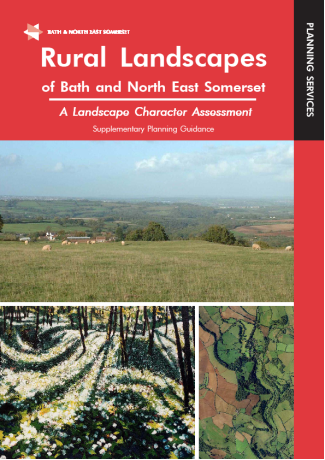 BATH & NORTH EAST SOMERSET
Rural Landscapes
of Bath and North East Somerset
A Landscape Character Assessment
Supplementary Planning Guidance
PLANNING SERVICES